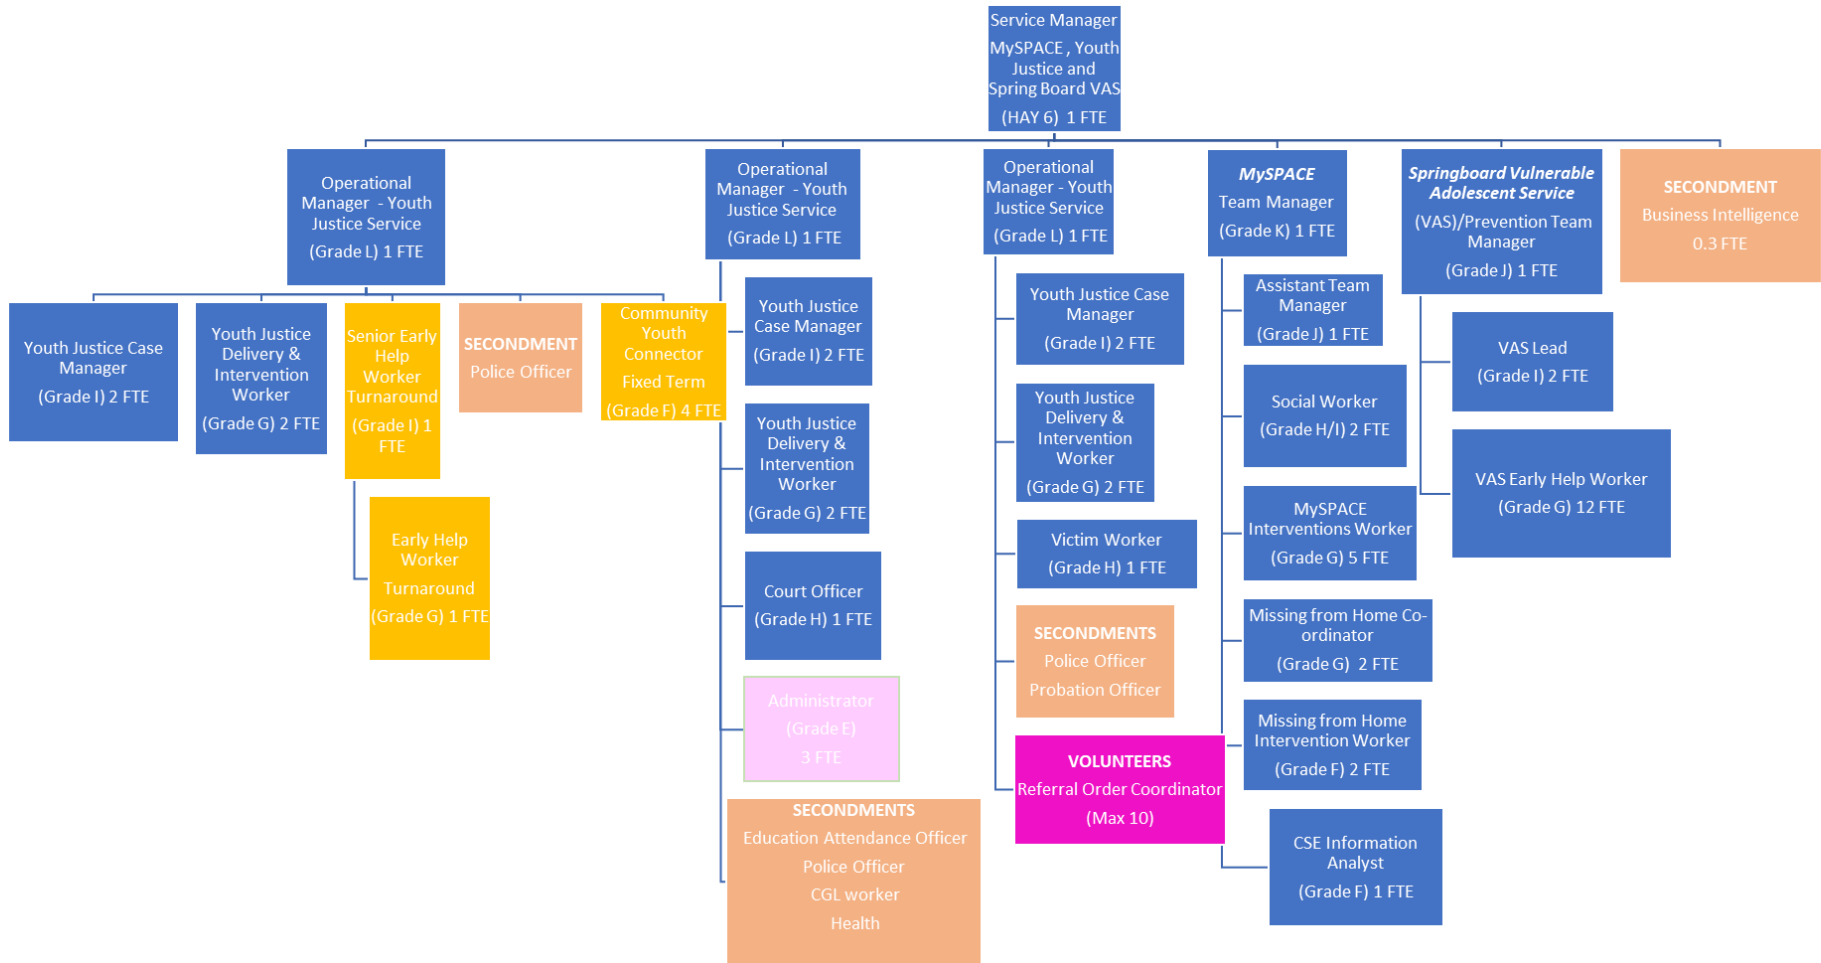 Service Manager
MySPACE , Youth
Justice and
Spring Board VAS
(HAY 6) 1 FTE
Operational
Manager - Youth
Justice Service
(Grade L) 1 FTE
Youth Justice Case
Manager
(Grade I) 2 FTE
Youth Justice
Delivery &
Intervention
Worker
(Grade G) 2 FTE
Senior Early
Help
Worker
Turnaround
(Grade I) 1
FTE
Early Help
Worker
Turnaround
(Grade G) 1 FTE
SECONDMENT
Police Officer
Community
Youth
Connector
Fixed Term
(Grade F) 4 FTE
Operational
Manager - Youth
Justice Service
(Grade L) 1 FTE
Youth Justice
Case Manager
(Grade I) 2 FTE
Youth Justice
Delivery &
Intervention
Worker
(Grade G) 2 FTE
Court Officer
(Grade H) 1 FTE
Administrator
(Grade E)
3 FTE
SECONDMENTS
Education Attendance Officer
Police Officer
CGL worker
Health
Operational
Manager - Youth
Justice Service
(Grade L) 1 FTE
Youth Justice Case
Manager
(Grade I) 2 FTE
Youth Justice
Delivery &
Intervention
Worker
(Grade G) 2 FTE
Victim Worker
(Grade H) 1 FTE
SECONDMENTS
Police Officer
Probation Officer
VOLUNTEERS
Referral Order Coordinator
(Max 10)
MySPACE
Team Manager
(Grade K) 1 FTE
Assistant Team
Manager
(Grade J) 1 FTE
Social Worker
(Grade H/I) 2 FTE
MySPACE
Interventions Worker
(Grade G) 5 FTE
Missing from Home Co-
ordinator
(Grade G) 2 FTE
Missing from Home
Intervention Worker
(Grade F) 2 FTE
CSE Information
Analyst
(Grade F) 1 FTE
Springboard Vulnerable
Adolescent Service
(VAS)/Prevention Team
Manager
(Grade J) 1 FTE
VAS Lead
(Grade I) 2 FTE
VAS Early Help Worker
(Grade G) 12 FTE
SECONDMENT
Business Intelligence
0.3 FTE